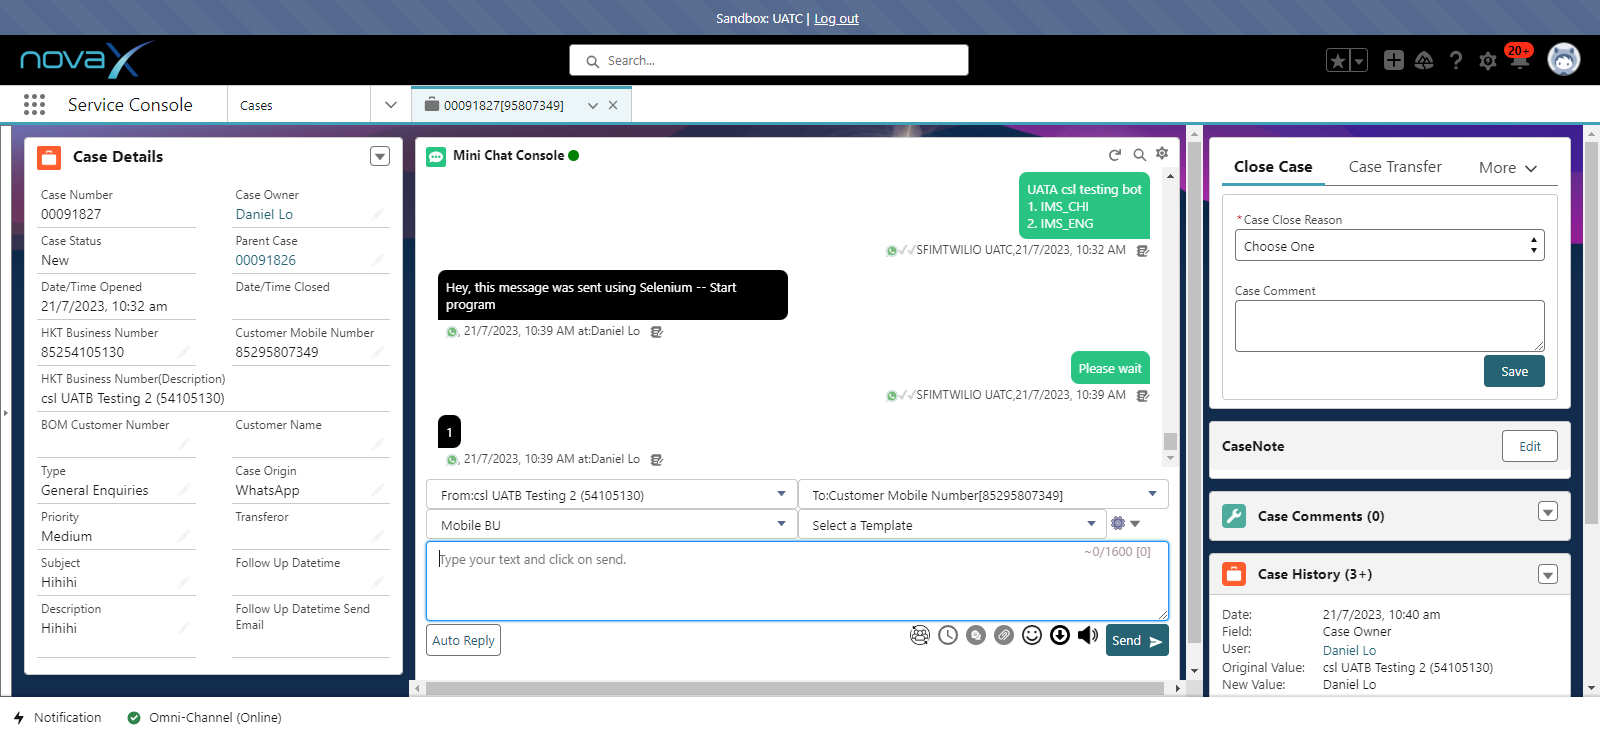 Sandbox: UATC | Log out
novaX
Search...
20+
Service Console
Cases
00091827[95807349]
Case Details
Case Number
00091827
Case Owner
Daniel Lo
Case Status
New
Parent Case
00091826
Date/Time Opened
21/7/2023, 10:32 am
Date/Time Closed
HKT Business Number
85254105130
Customer Mobile Number
85295807349
HKT Business Number(Description)
csl UATB Testing 2 (54105130)
BOM Customer Number
Customer Name
Type
General Enquiries
Case Origin
WhatsApp
Priority
Medium
Transferor
Subject
Hihihi
Follow Up Datetime
Description
Hihihi
Follow Up Datetime Send
Email
Mini Chat Console
UATA csl testing bot
1. IMS_CHI
2. IMS_ENG
SFIMTWILIO UATC,21/7/2023, 10:32 AM
Hey, this message was sent using Selenium -- Start
program
, 21/7/2023, 10:39 AM at:Daniel Lo
Please wait
SFIMTWILIO UATC,21/7/2023, 10:39 AM
1
, 21/7/2023, 10:39 AM at:Daniel Lo
From:csl UATB Testing 2 (54105130)
To:Customer Mobile Number[85295807349]
Mobile BU
Select a Template
Type your text and click on send.
~0/1600 [0]
Auto Reply
Send
Close Case
Case Transfer
More
*Case Close Reason
Choose One
Case Comment
Save
CaseNote
Edit
Case Comments (0)
Case History (3+)
Date: 21/7/2023, 10:40 am
Field: Case Owner
User: Daniel Lo
Original Value: csl UATB Testing 2 (54105130)
New Value: Daniel Lo
Notification
Omni-Channel (Online)